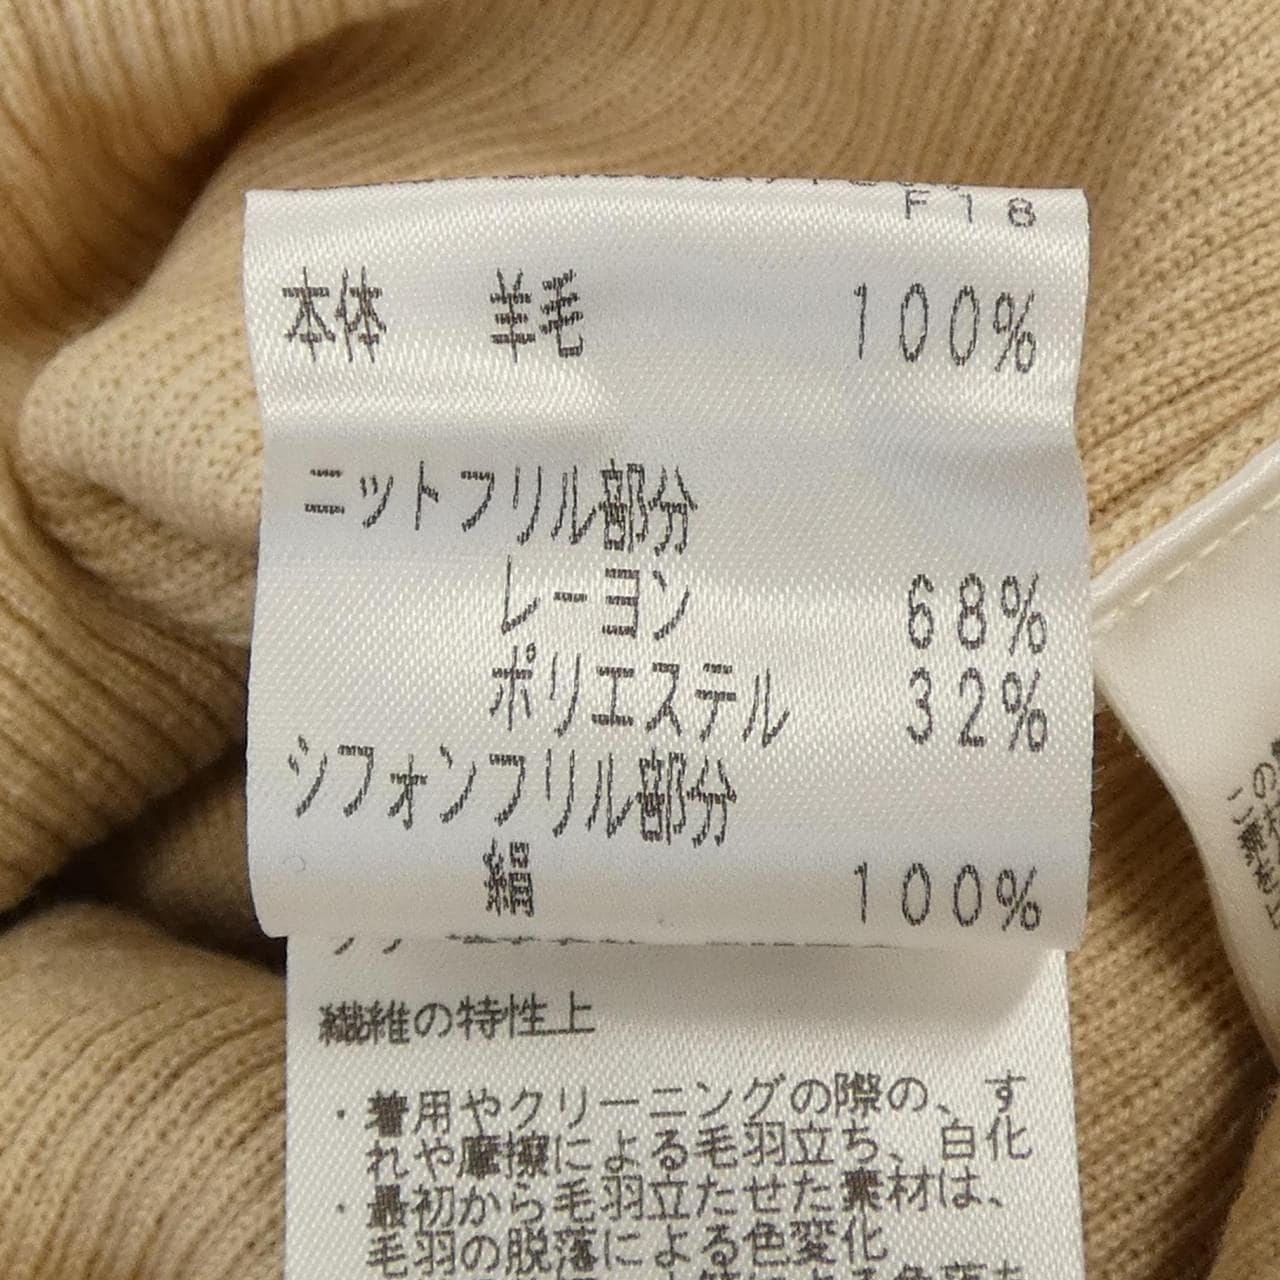 F18
本体 羊毛 100%
ニットフリル部分
レーヨン 68%
ポリエステル 32%
シフォンフリル部分
絹 100%
繊維の特性上
・着用やクリーニングの際の、す
れや摩擦による毛羽立ち、白化
・最初から毛羽立たせた素材は、
毛羽の脱落による色変化